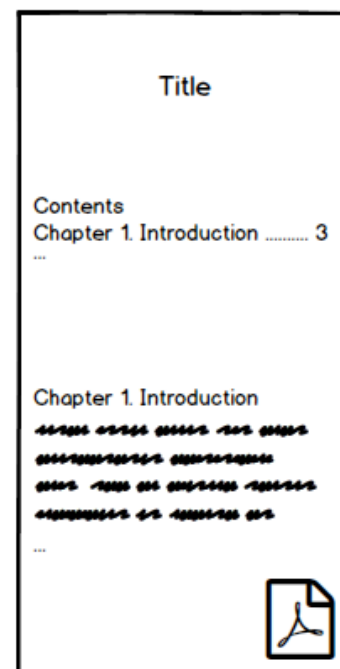 Title
Contents
Chapter 1. Introduction .......... 3
...
Chapter 1. Introduction
...